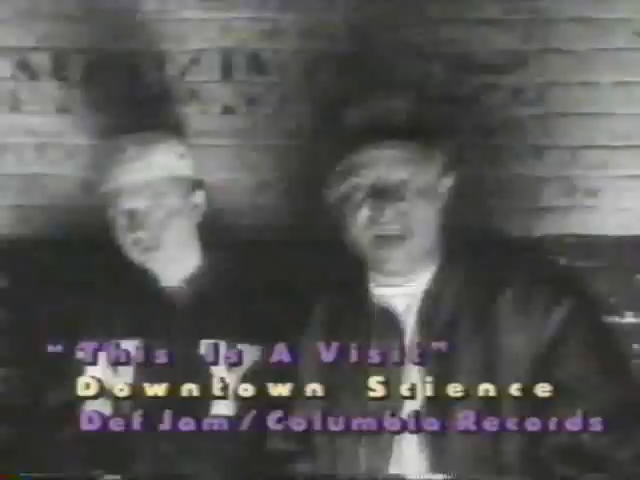 "This Is A Visit"
Downtown Science
Def Jam/Columbia Records
N Y